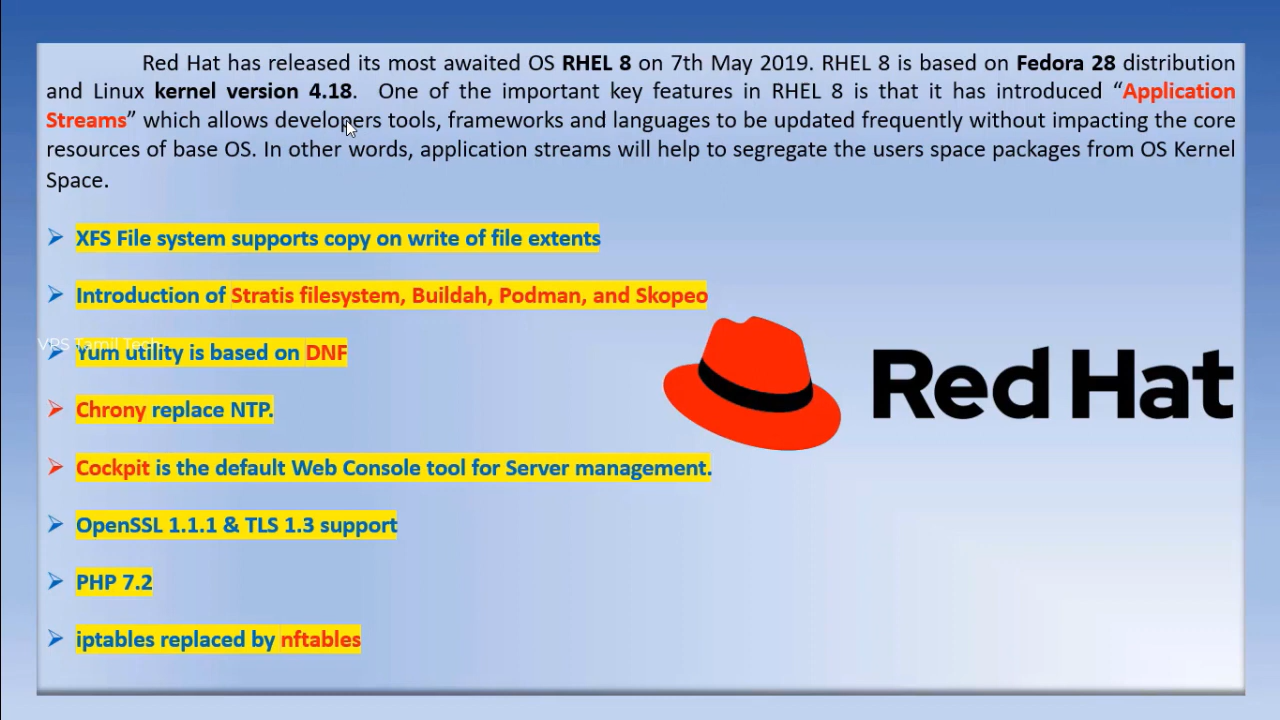 Red Hat has released its most awaited OS RHEL 8 on 7th May 2019. RHEL 8 is based on Fedora 28 distribution
and Linux kernel version 4.18. One of the important key features in RHEL 8 is that it has introduced “Application
Streams” which allows developers tools, frameworks and languages to be updated frequently without impacting the core
resources of base OS. In other words, application streams will help to segregate the users space packages from OS Kernel
Space.
XFS File system supports copy on write of file extents
Introduction of Stratis filesystem, Buildah, Podman, and Skopeo
VPS Tamil Tech
Yum utility is based on DNF
Red Hat
Chrony replace NTP.
Cockpit is the default Web Console tool for Server management.
OpenSSL 1.1.1 & TLS 1.3 support
PHP 7.2
iptables replaced by nftables